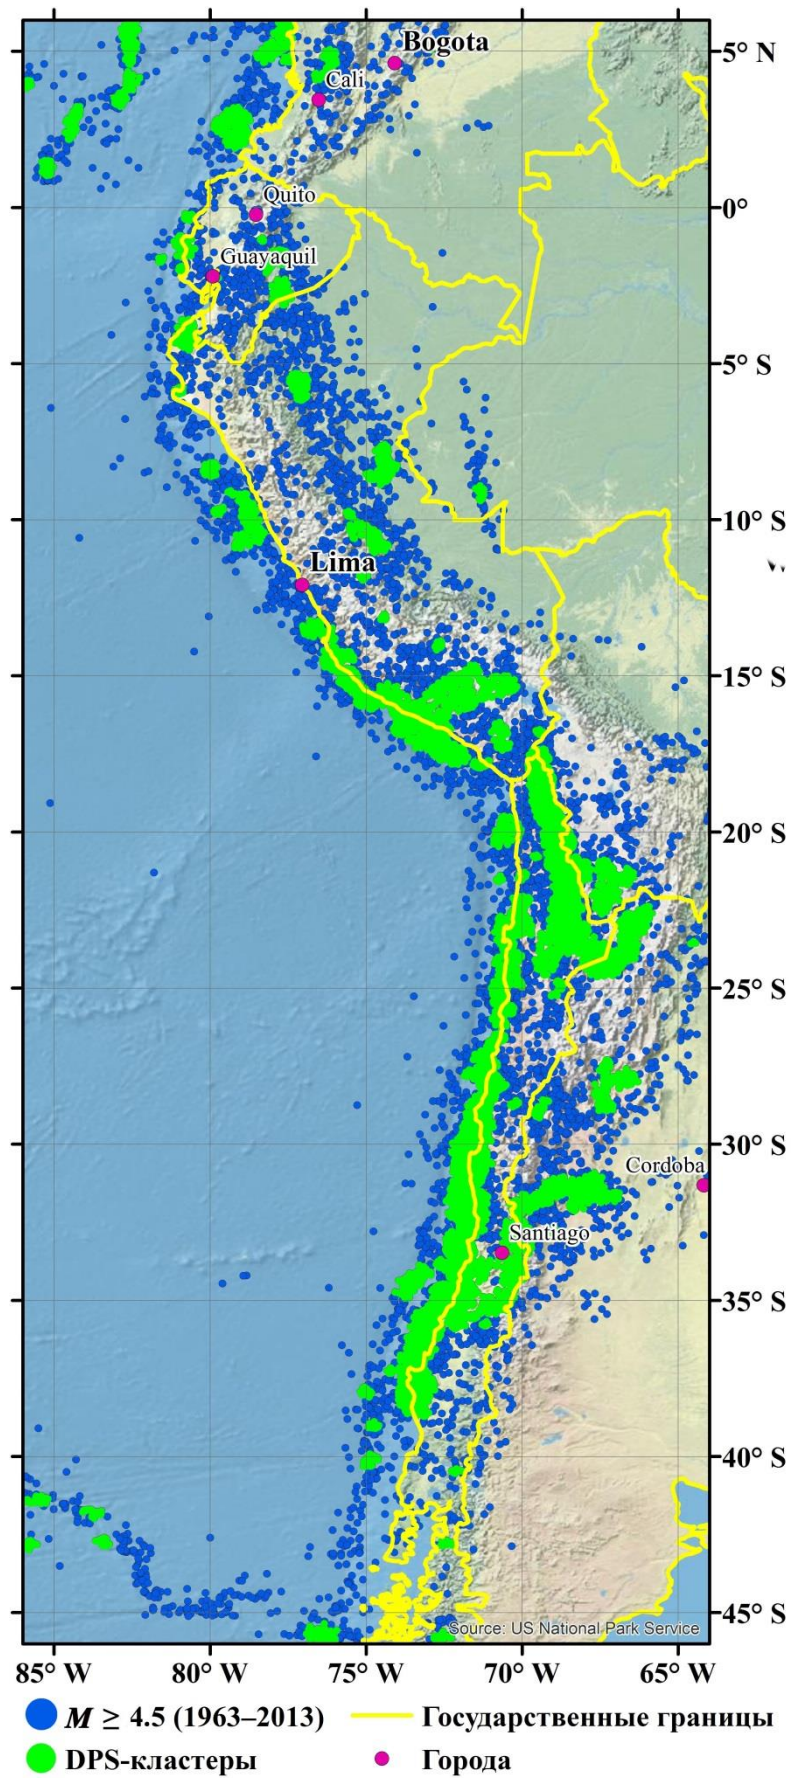 Bogota
5° N
Cali
Quito
0°
Guayaquil
5° S
10° S
Lima
15° S
20° S
25° S
30° S
Cordoba
Santiago
35° S
40° S
45° S
Source: US National Park Service
85° W 80° W 75° W 70° W 65° W
M ≥ 4.5 (1963–2013) Государственные границы
DPS-кластеры Города